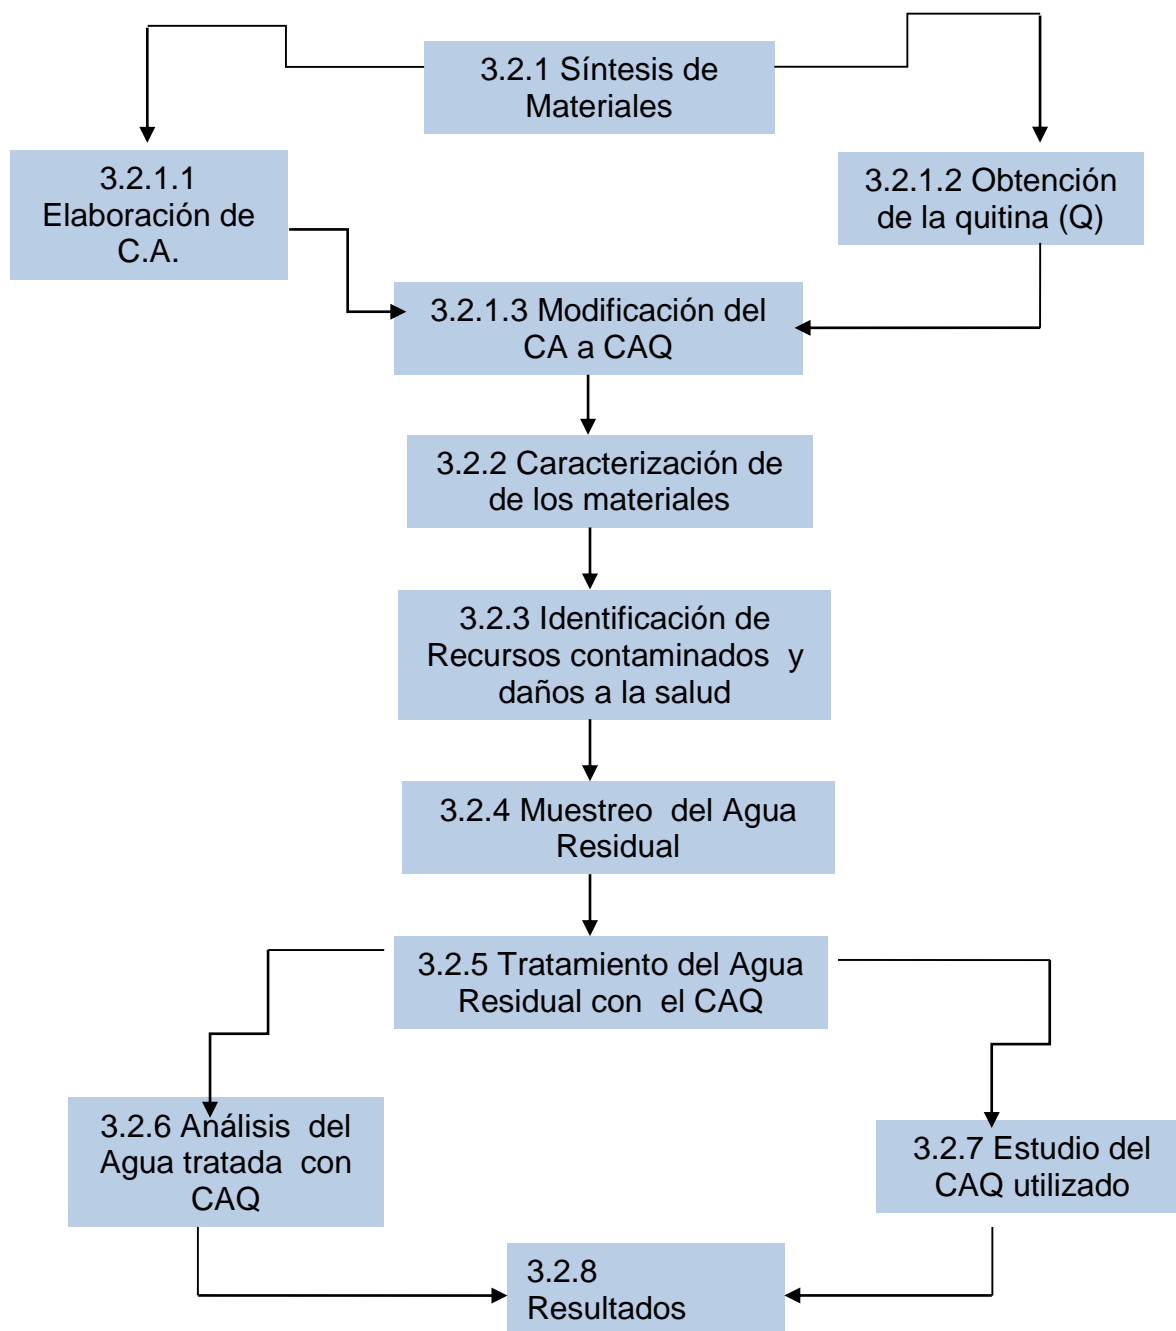 3.2.1 Síntesis de
Materiales
3.2.1.1
Elaboración de
C.A.
3.2.1.2 Obtención
de la quitina (Q)
3.2.1.3 Modificación del
CA a CAQ
3.2.2 Caracterización de
de los materiales
3.2.3 Identificación de
Recursos contaminados y
daños a la salud
3.2.4 Muestreo del Agua
Residual
3.2.5 Tratamiento del Agua
Residual con el CAQ
3.2.6 Análisis del
Agua tratada con
CAQ
3.2.7 Estudio del
CAQ utilizado
3.2.8
Resultados